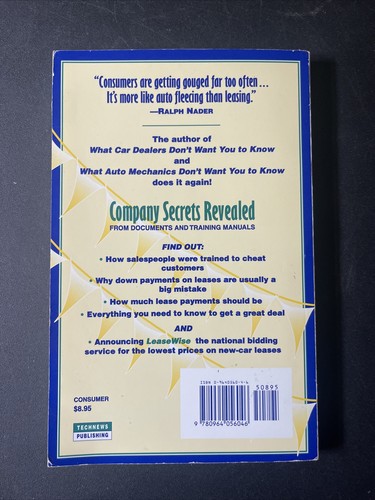 “Consumers are getting gouged far too often...
It's more like auto fleecing than leasing.”
—RALPH NADER
The author of
What Car Dealers Don't Want You to Know
and
What Auto Mechanics Don't Want You to Know
does it again!
Company Secrets Revealed
FROM DOCUMENTS AND TRAINING MANUALS
FIND OUT:
• How salespeople were trained to cheat
customers
• Why down payments on leases are usually a
big mistake
• How much lease payments should be
• Everything you need to know to get a great deal
AND
• Announcing LeaseWise the national bidding
service for the lowest prices on new-car leases
CONSUMER
$8.95
TECHNEWS
PUBLISHING
ISBN 0-9640560-4-6
50895
9 780964 056046